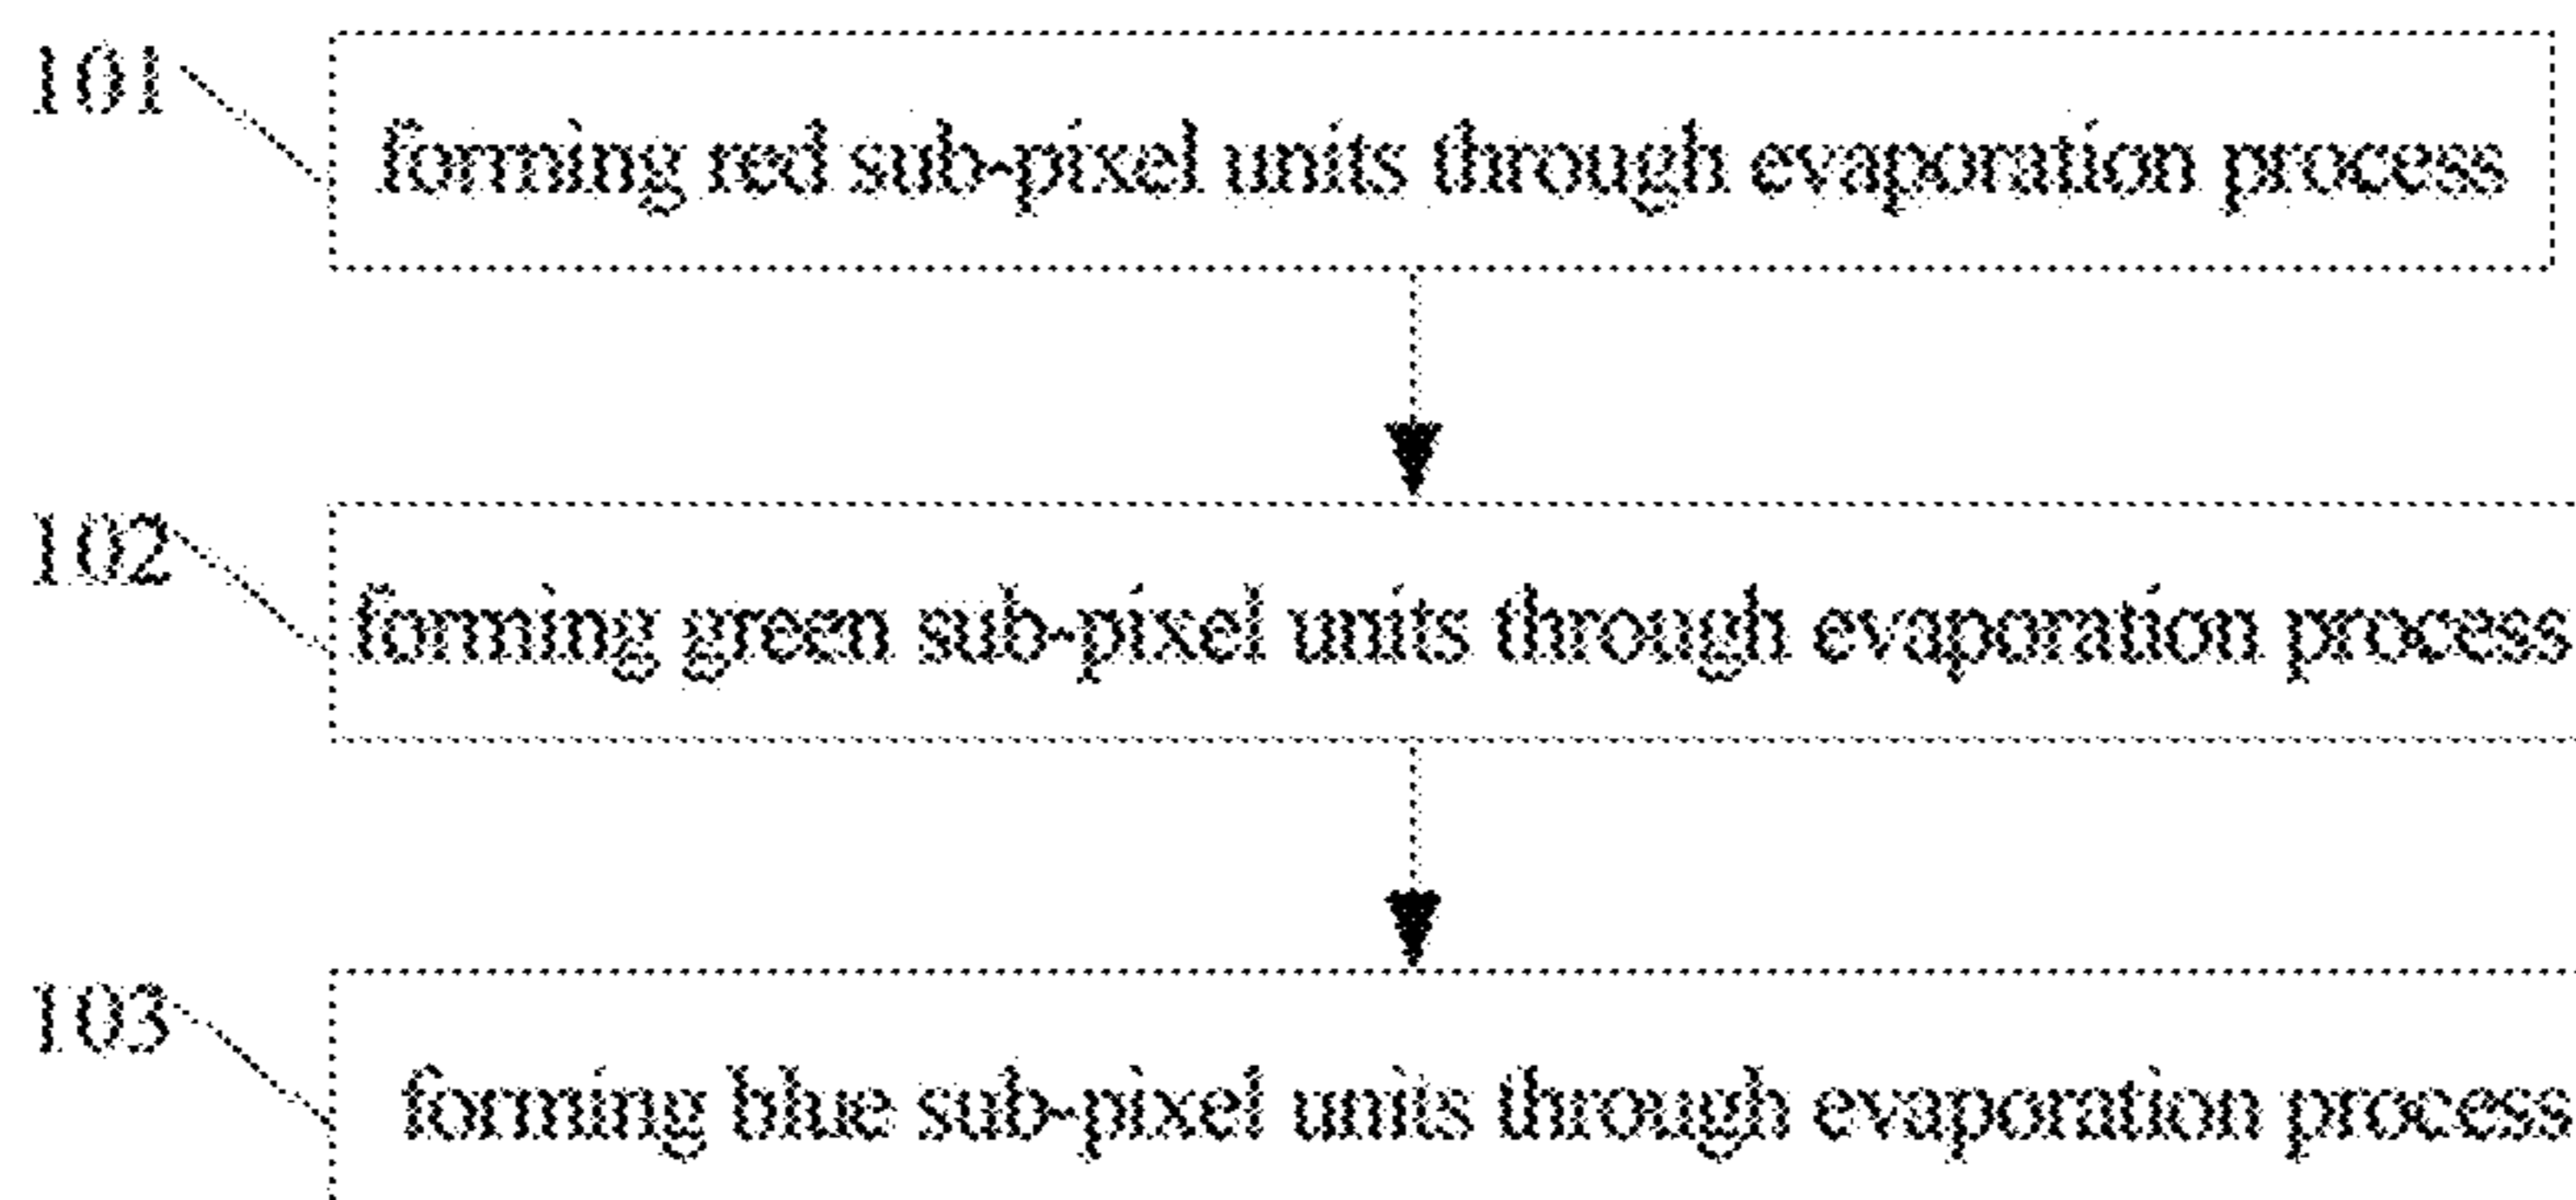 101
forming red sub-pixel units through evaporation process
102
forming green sub-pixel units through evaporation process
103
forming blue sub-pixel units through evaporation process